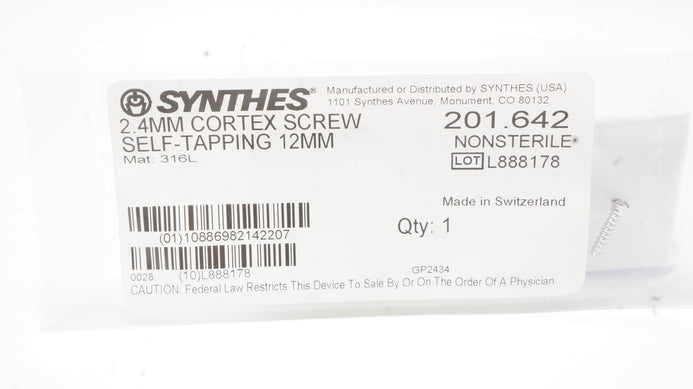 SYNTHES®
Manufactured or Distributed by SYNTHES (USA)
1101 Synthes Avenue, Monument, CO 80132
2.4MM CORTEX SCREW
SELF-TAPPING 12MM
Mat: 316L
201.642
NONSTERILE
LOT L888178
Made in Switzerland
Qty: 1
(01)10886982142207
0028 (10)L888178
GP2434
CAUTION: Federal Law Restricts This Device To Sale By Or On The Order Of A Physician.